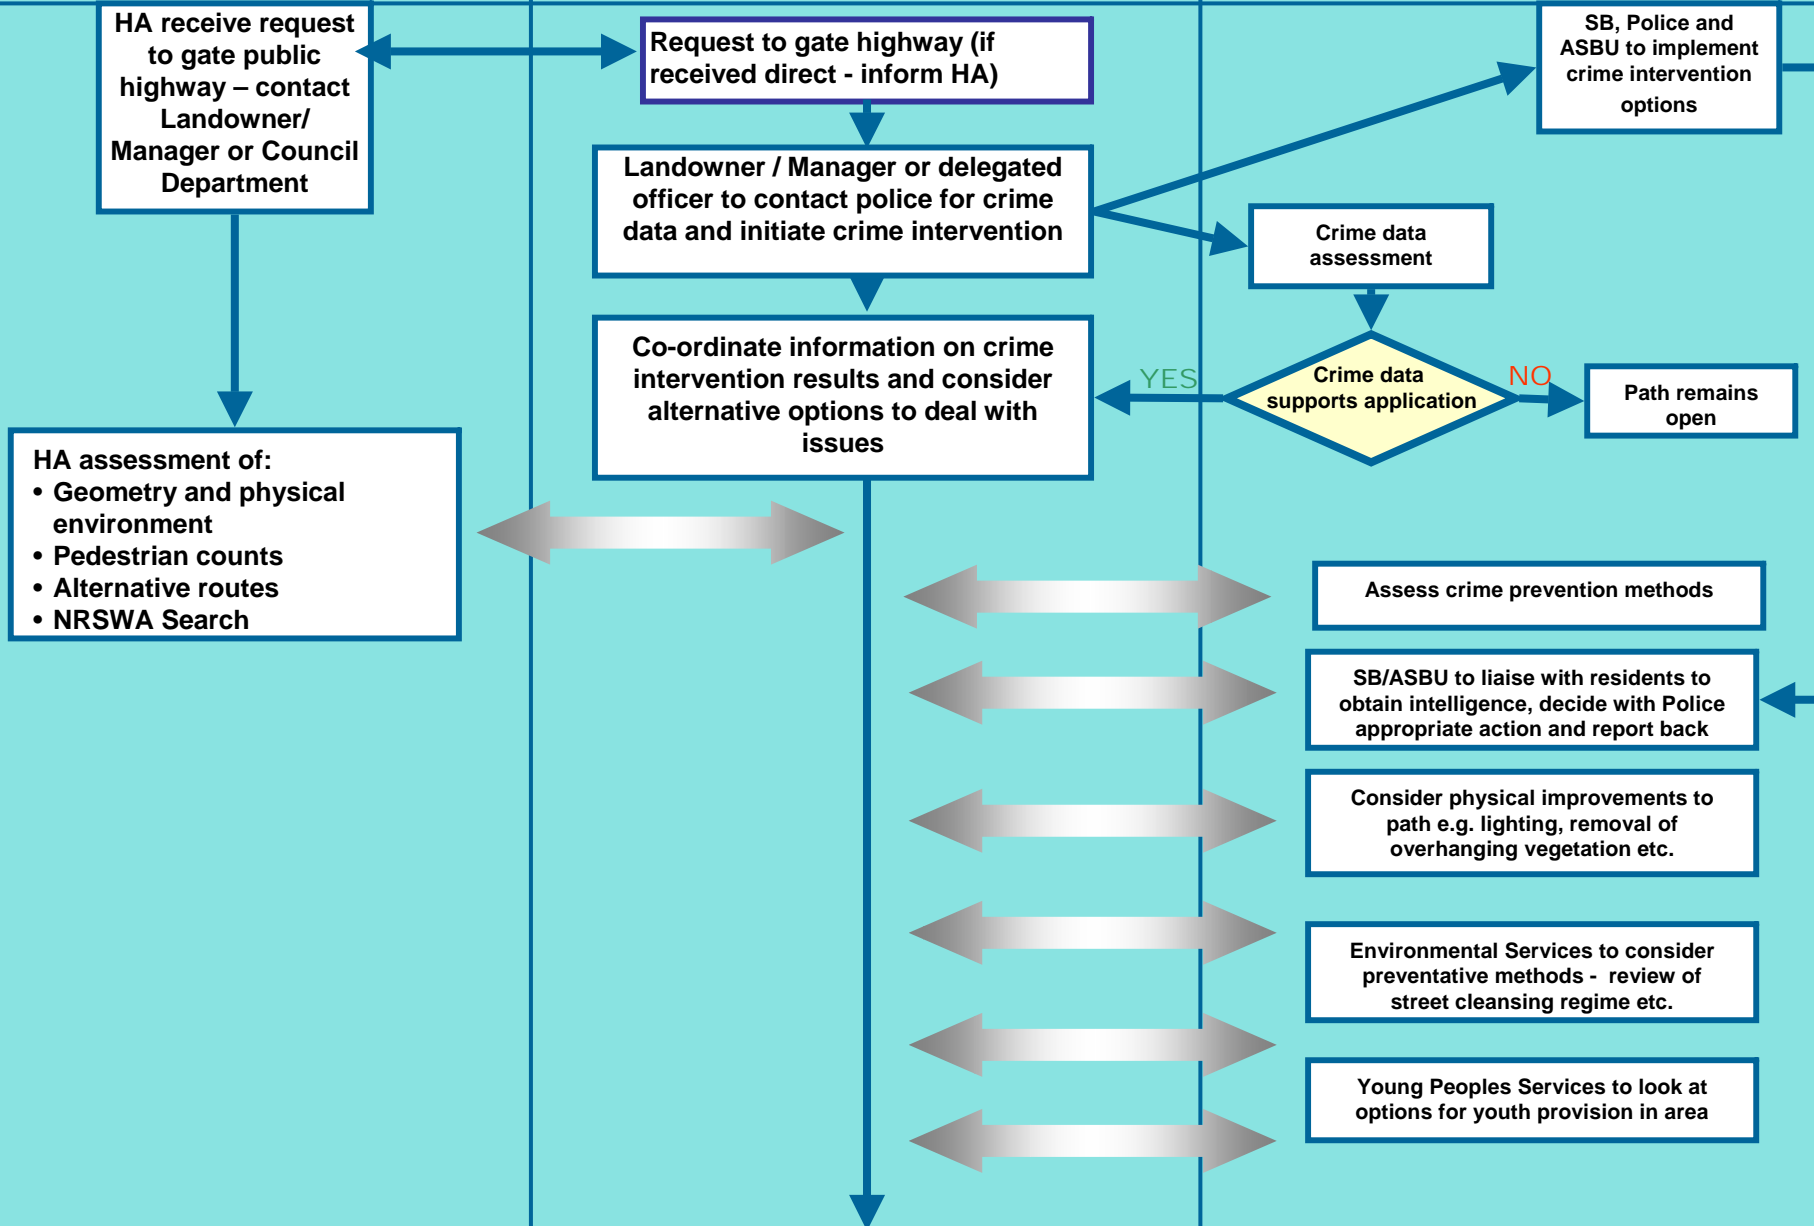 HA receive request
to gate public
highway – contact
Landowner/
Manager or Council
Department
Request to gate highway (if
received direct - inform HA)
SB, Police and
ASBU to implement
crime intervention
options
Landowner / Manager or delegated
officer to contact police for crime
data and initiate crime intervention
Crime data
assessment
Co-ordinate information on crime
intervention results and consider
alternative options to deal with
issues
YES
Crime data
supports application
NO
Path remains
open
HA assessment of:
• Geometry and physical
environment
• Pedestrian counts
• Alternative routes
• NRSWA Search
Assess crime prevention methods
SB/ASBU to liaise with residents to
obtain intelligence, decide with Police
appropriate action and report back
Consider physical improvements to
path e.g. lighting, removal of
overhanging vegetation etc.
Environmental Services to consider
preventative methods - review of
street cleansing regime etc.
Young Peoples Services to look at
options for youth provision in area